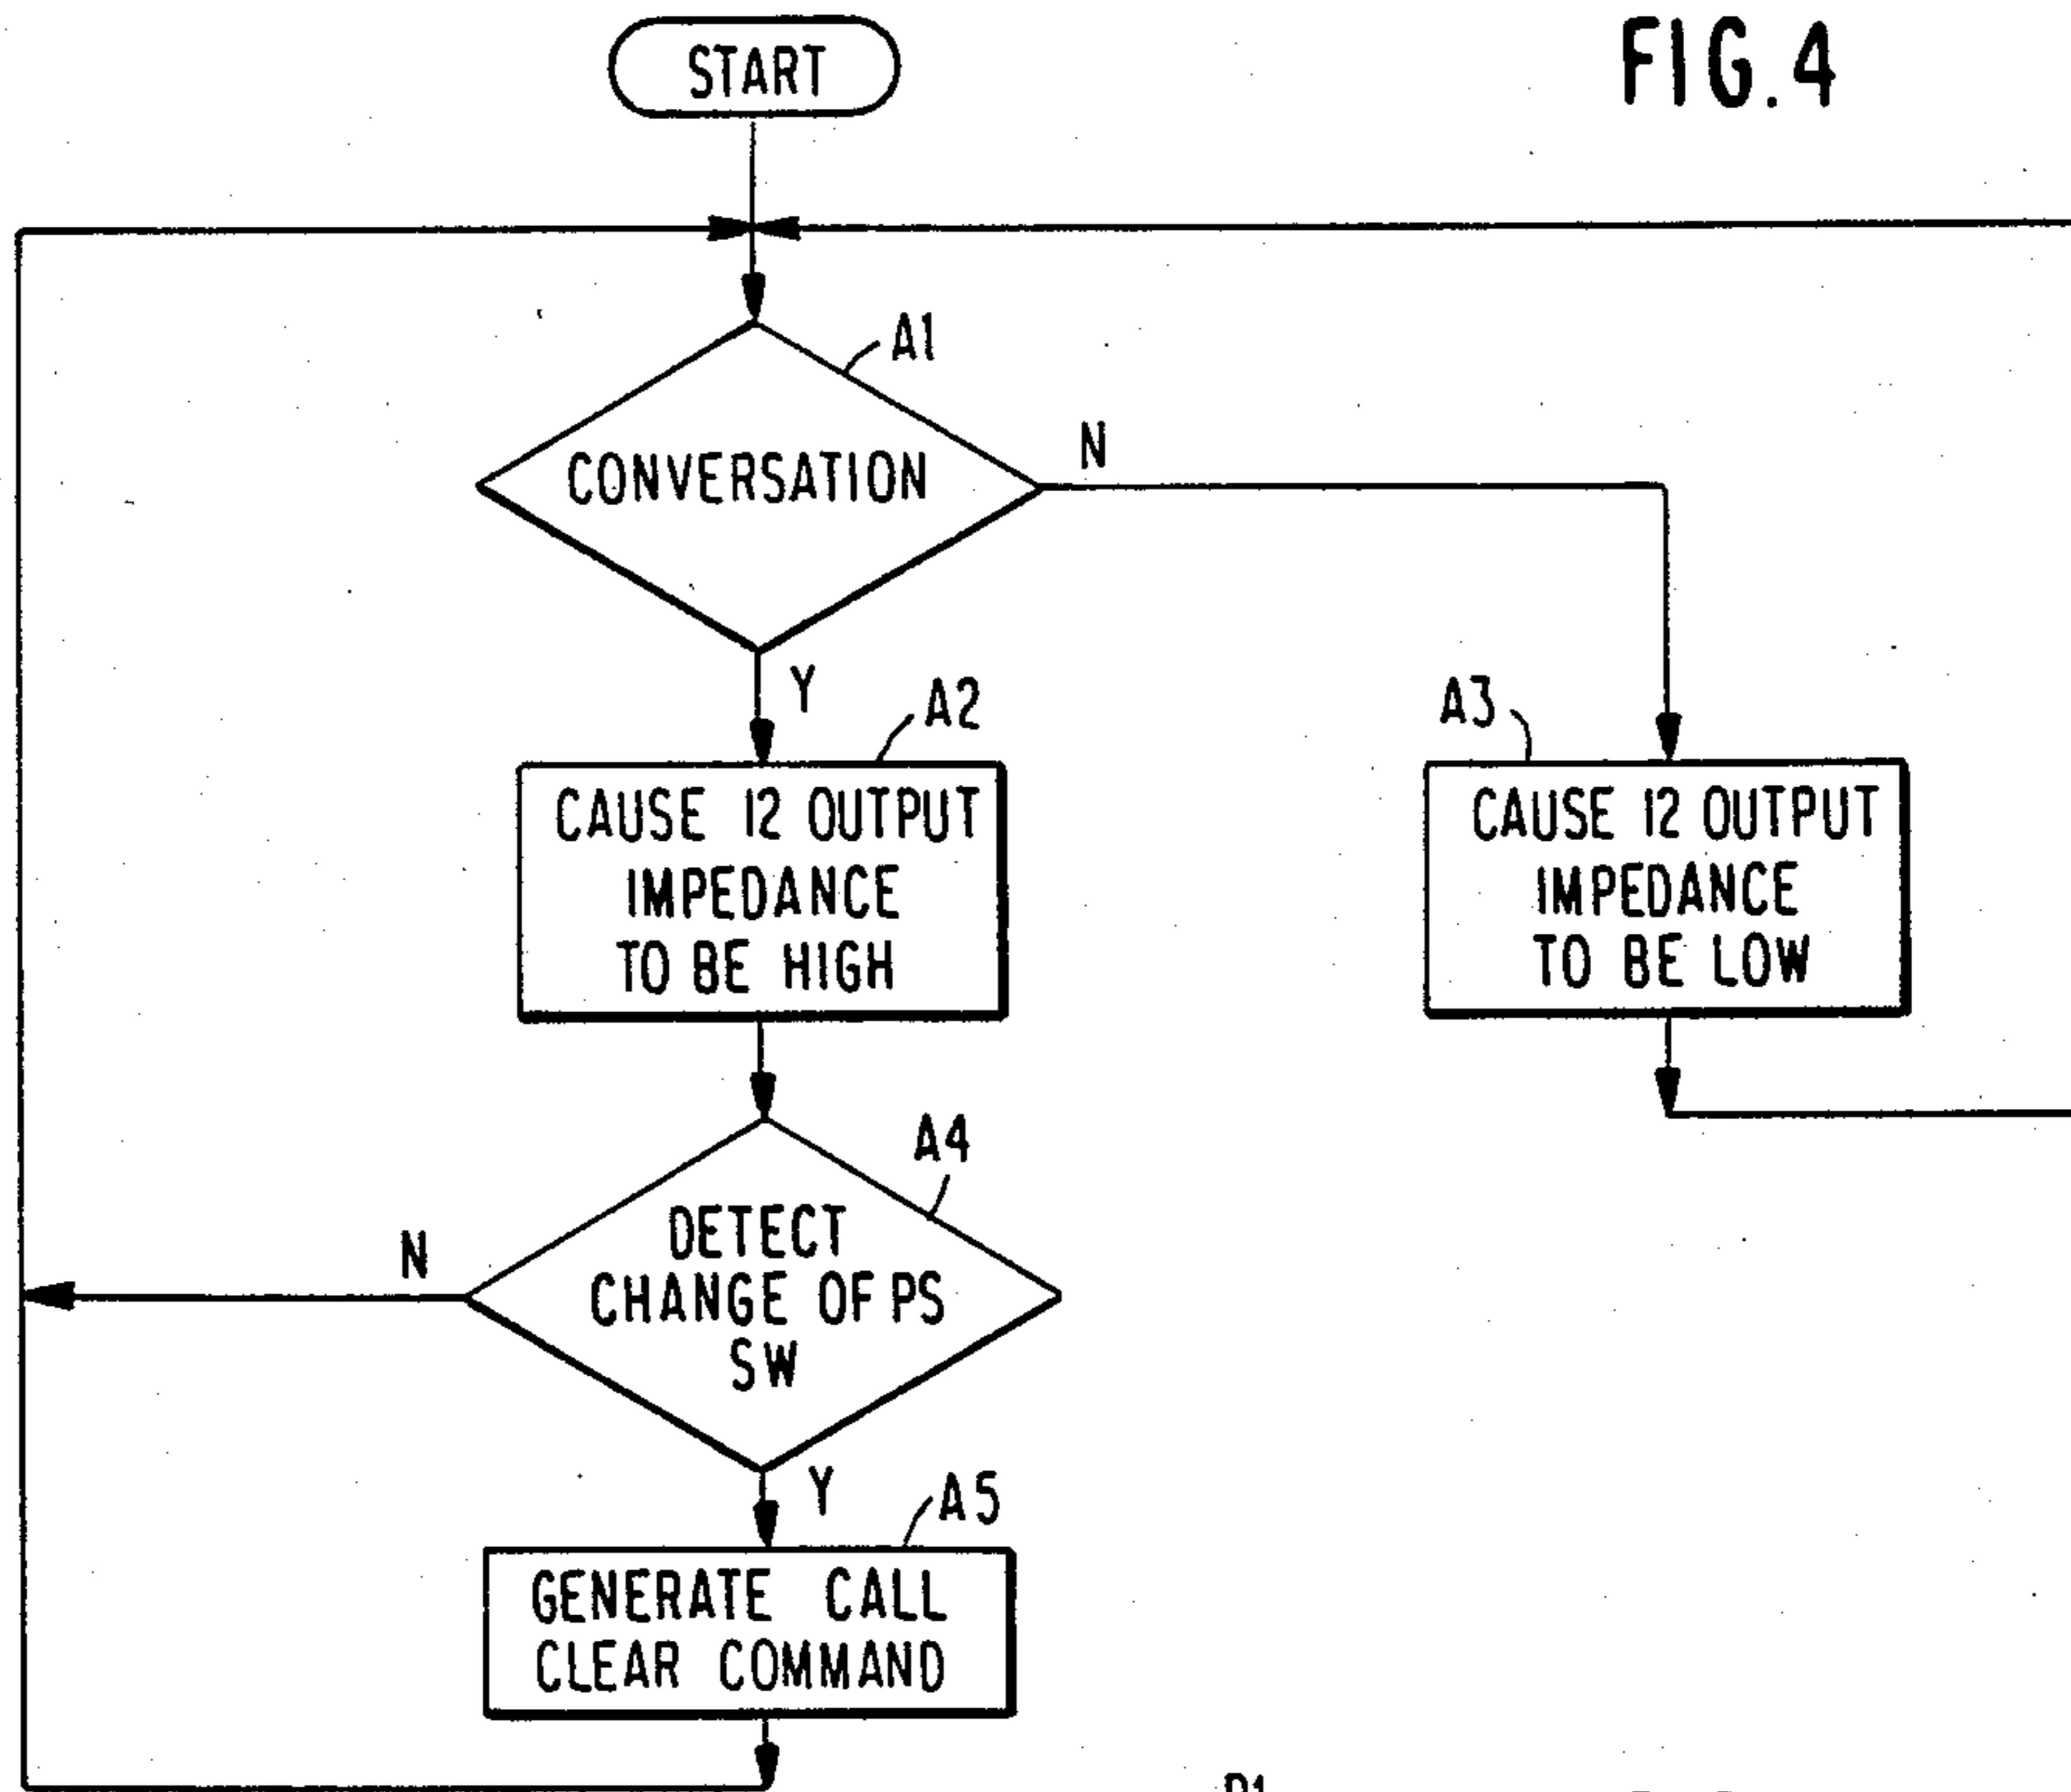 START
FIG.4
A1
CONVERSATION
N
Y
A2
A3
CAUSE 12 OUTPUT
IMPEDANCE
TO BE HIGH
CAUSE 12 OUTPUT
IMPEDANCE
TO BE LOW
A4
DETECT
CHANGE OF PS
SW
N
Y
A5
GENERATE CALL
CLEAR COMMAND